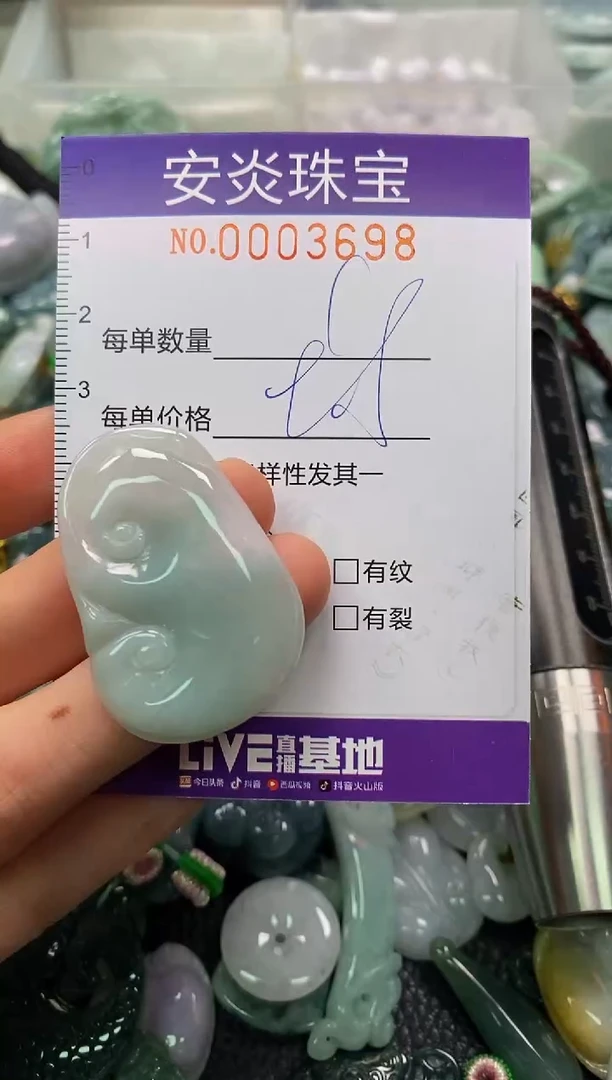 安炎珠宝
0
NO.0003698
1
2
每单数量
3
每单价格
样性发其一
□有纹
□有裂
LiVE直播基地
今日头条 抖音 西瓜视频 抖音火山版